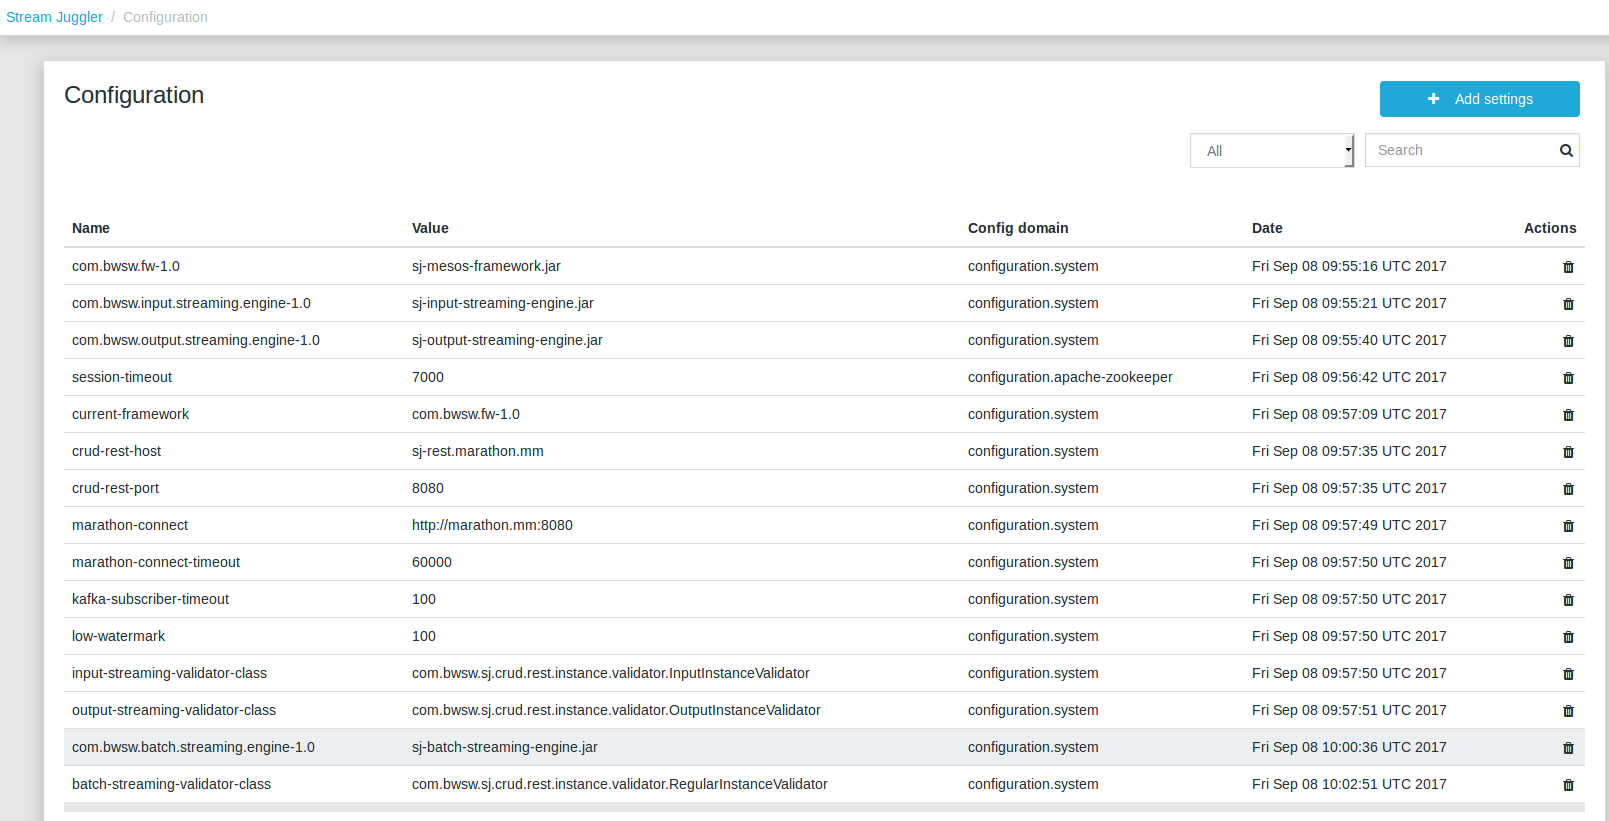 Stream Juggler / Configuration
Configuration
Add settings
All
Search
Name Value Config domain Date Actions
com.bwsw.fw-1.0 sj-mesos-framework.jar configuration.system Fri Sep 08 09:55:16 UTC 2017
com.bwsw.input.streaming.engine-1.0 sj-input-streaming-engine.jar configuration.system Fri Sep 08 09:55:21 UTC 2017
com.bwsw.output.streaming.engine-1.0 sj-output-streaming-engine.jar configuration.system Fri Sep 08 09:55:40 UTC 2017
session-timeout 7000 configuration.apache-zookeeper Fri Sep 08 09:56:42 UTC 2017
current-framework com.bwsw.fw-1.0 configuration.system Fri Sep 08 09:57:09 UTC 2017
crud-rest-host sj-rest.marathon.mm configuration.system Fri Sep 08 09:57:35 UTC 2017
crud-rest-port 8080 configuration.system Fri Sep 08 09:57:35 UTC 2017
marathon-connect http://marathon.mm:8080 configuration.system Fri Sep 08 09:57:49 UTC 2017
marathon-connect-timeout 60000 configuration.system Fri Sep 08 09:57:50 UTC 2017
kafka-subscriber-timeout 100 configuration.system Fri Sep 08 09:57:50 UTC 2017
low-watermark 100 configuration.system Fri Sep 08 09:57:50 UTC 2017
input-streaming-validator-class com.bwsw.sj.crud.rest.instance.validator.InputInstanceValidator configuration.system Fri Sep 08 09:57:50 UTC 2017
output-streaming-validator-class com.bwsw.sj.crud.rest.instance.validator.OutputInstanceValidator configuration.system Fri Sep 08 09:57:51 UTC 2017
com.bwsw.batch.streaming.engine-1.0 sj-batch-streaming-engine.jar configuration.system Fri Sep 08 10:00:36 UTC 2017
batch-streaming-validator-class com.bwsw.sj.crud.rest.instance.validator.RegularInstanceValidator configuration.system Fri Sep 08 10:02:51 UTC 2017